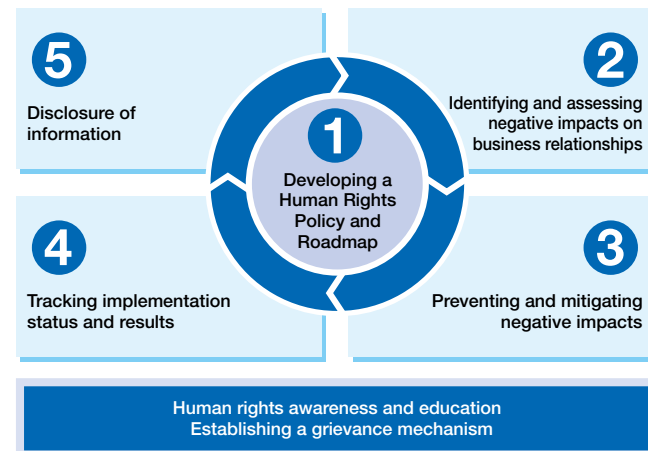 1
Developing a
Human Rights
Policy and
Roadmap
2
Identifying and assessing
negative impacts on
business relationships
3
Preventing and mitigating
negative impacts
4
Tracking implementation
status and results
5
Disclosure of
information
Human rights awareness and education
Establishing a grievance mechanism